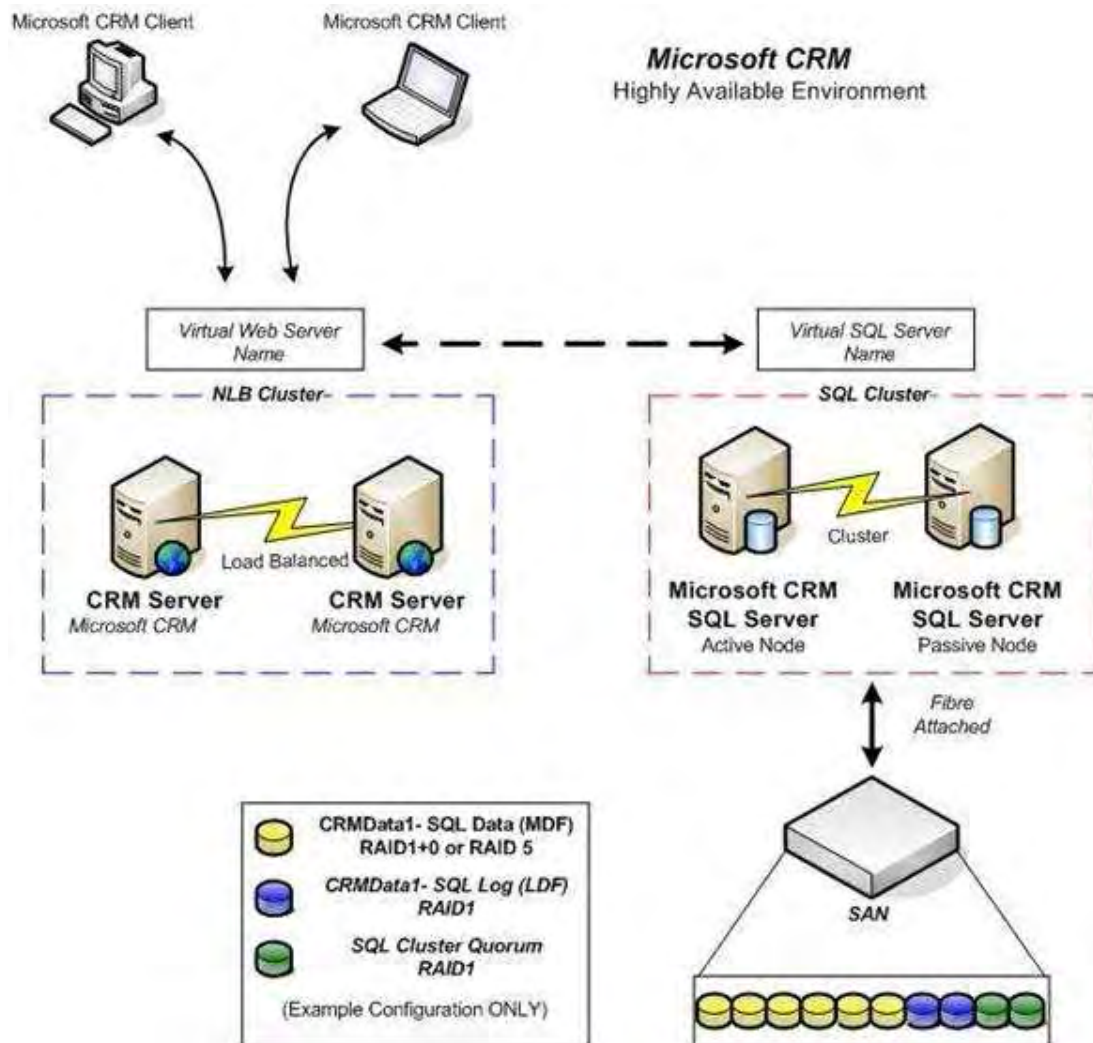 Microsoft CRM Client
Microsoft CRM Client
Microsoft CRM
Highly Available Environment
Virtual Web Server
Name
Virtual SQL Server
Name
NLB Cluster
SQL Cluster
Load Balanced
Cluster
CRM Server
Microsoft CRM
CRM Server
Microsoft CRM
Microsoft CRM
SQL Server
Active Node
Microsoft CRM
SQL Server
Passive Node
Fibre
Attached
SAN
CRMData1- SQL Data (MDF)
RAID1+0 or RAID 5
CRMData1- SQL Log (LDF)
RAID1
SQL Cluster Quorum
RAID1
(Example Configuration ONLY)